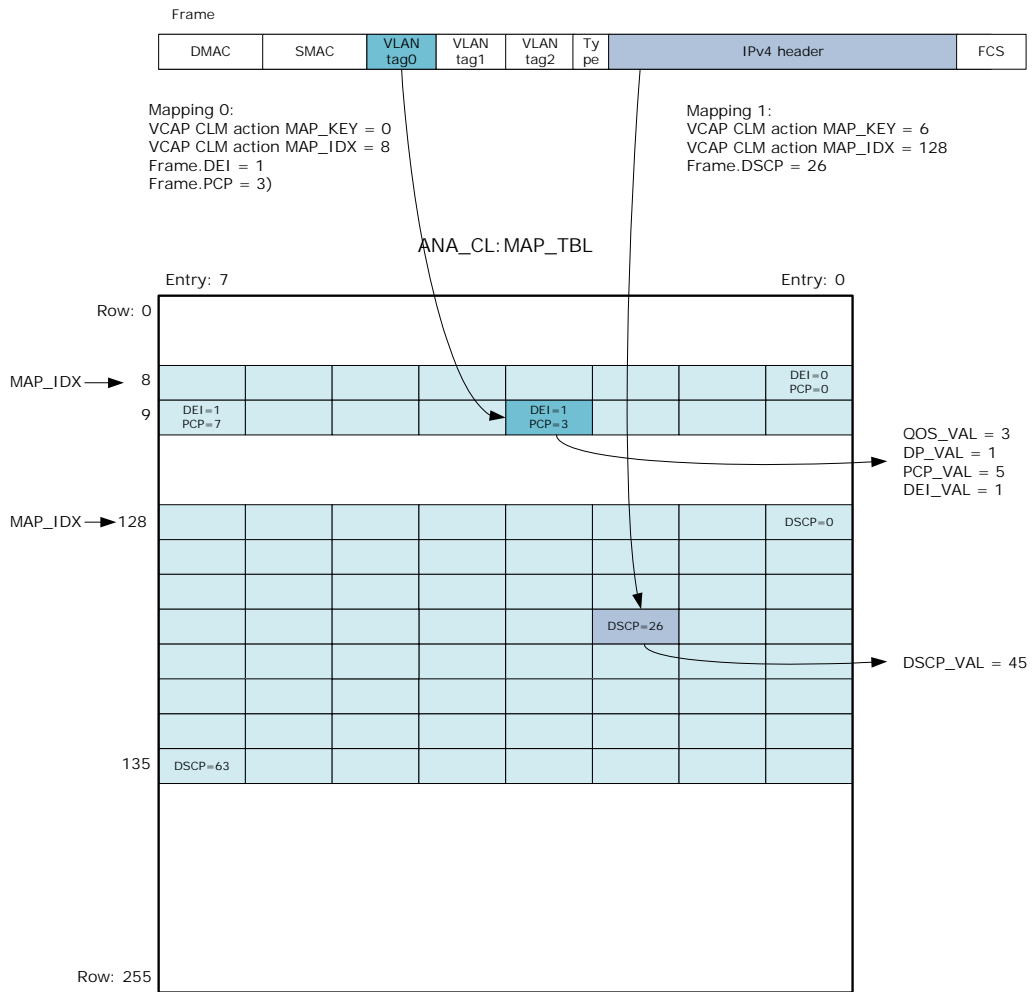 Frame
DMAC SMAC VLAN tag0 VLAN tag1 VLAN tag2 Ty pe IPv4 header FCS
Mapping 0:
VCAP CLM action MAP_KEY = 0
VCAP CLM action MAP_IDX = 8
Frame.DEI = 1
Frame.PCP = 3)
Mapping 1:
VCAP CLM action MAP_KEY = 6
VCAP CLM action MAP_IDX = 128
Frame.DSCP = 26
ANA_CL:MAP_TBL
Entry: 7 Entry: 0
Row: 0
MAP_IDX 8
DEI=0
PCP=0
9
DEI=1
PCP=7
DEI=1
PCP=3
QOS_VAL = 3
DP_VAL = 1
PCP_VAL = 5
DEI_VAL = 1
MAP_IDX 128 DSCP=0
DSCP=26
DSCP_VAL = 45
135 DSCP=63
Row: 255